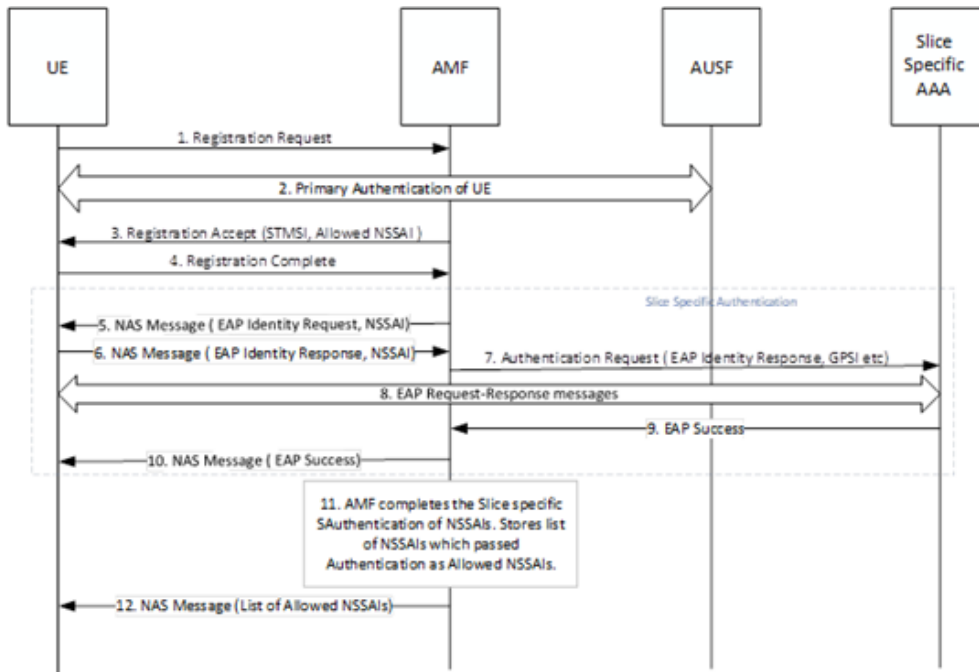 UE
AMF
AUSF
Slice
Specific
AAA
1. Registration Request
2. Primary Authentication of UE
3. Registration Accept (STMSI, Allowed NSSAI )
4. Registration Complete
Slice Specific Authentication
5. NAS Message ( EAP Identity Request, NSSAI)
6. NAS Message ( EAP Identity Response, NSSAI)
7. Authentication Request ( EAP Identity Response, GPSI etc)
8. EAP Request-Response messages
9. EAP Success
10. NAS Message ( EAP Success)
11. AMF completes the Slice specific
SAuthentication of NSSAIs. Stores list
of NSSAIs which passed
Authentication as Allowed NSSAIs.
12. NAS Message (List of Allowed NSSAIs)